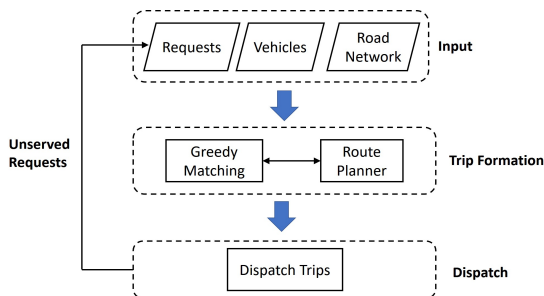 Requests
Vehicles
Road
Network
Input
Unserved
Requests
Greedy
Matching
Route
Planner
Trip Formation
Dispatch Trips
Dispatch